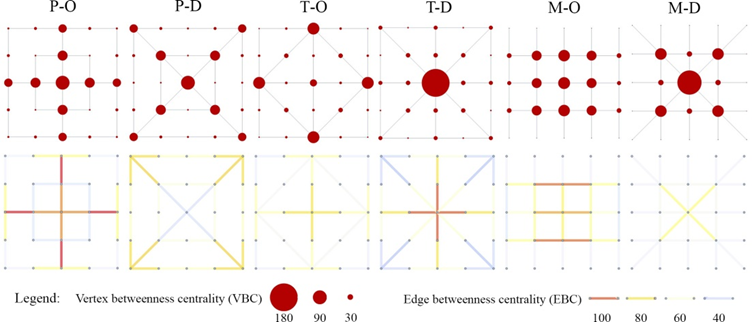 P-O P-D T-O T-D M-O M-D
Legend: Vertex betweenness centrality (VBC) Edge betweenness centrality (EBC)
180 90 30 100 80 60 40